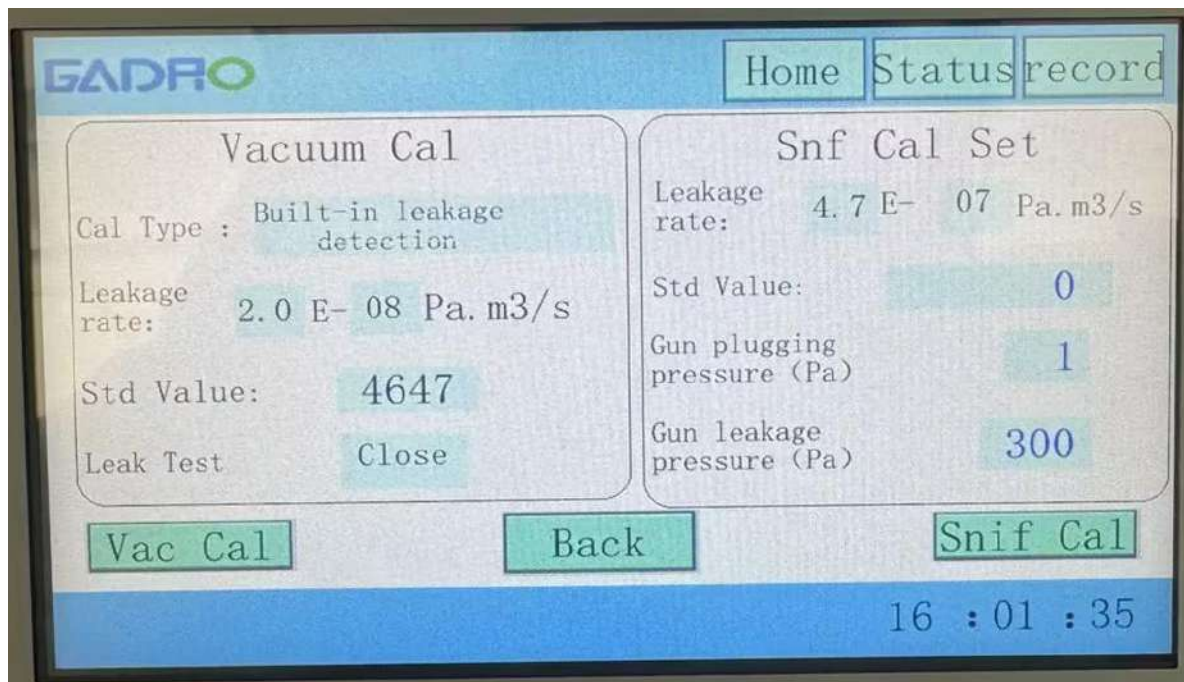 GADRO
Home Status record
Vacuum Cal
Cal Type : Built-in leakage
detection
Leakage
rate: 2.0 E- 08 Pa.m3/s
Std Value: 4647
Leak Test Close
Snf Cal Set
Leakage
rate: 4.7 E- 07 Pa.m3/s
Std Value: 0
Gun plugging
pressure (Pa) 1
Gun leakage
pressure (Pa) 300
Vac Cal Back Snif Cal
16 : 01 : 35